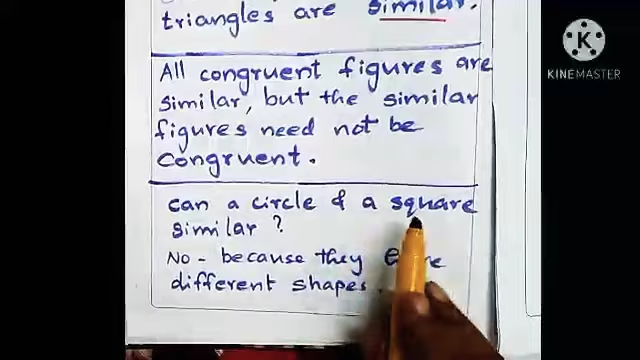 triangles are similar.
All congruent figures are
similar, but the similar
figures need not be
congruent.
can a circle & a square
similar ?
No - because they
different shapes.
K
KINEMASTER